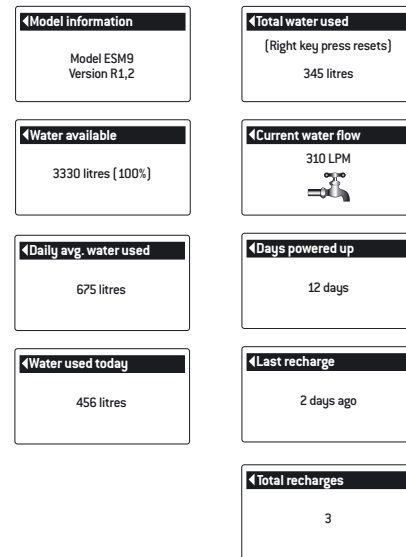 Model information
Model ESM9
Version R1,2
Water available
3330 litres (100%)
Daily avg. water used
675 litres
Water used today
456 litres
Total water used
(Right key press resets)
345 litres
Current water flow
310 LPM
Days powered up
12 days
Last recharge
2 days ago
Total recharges
3